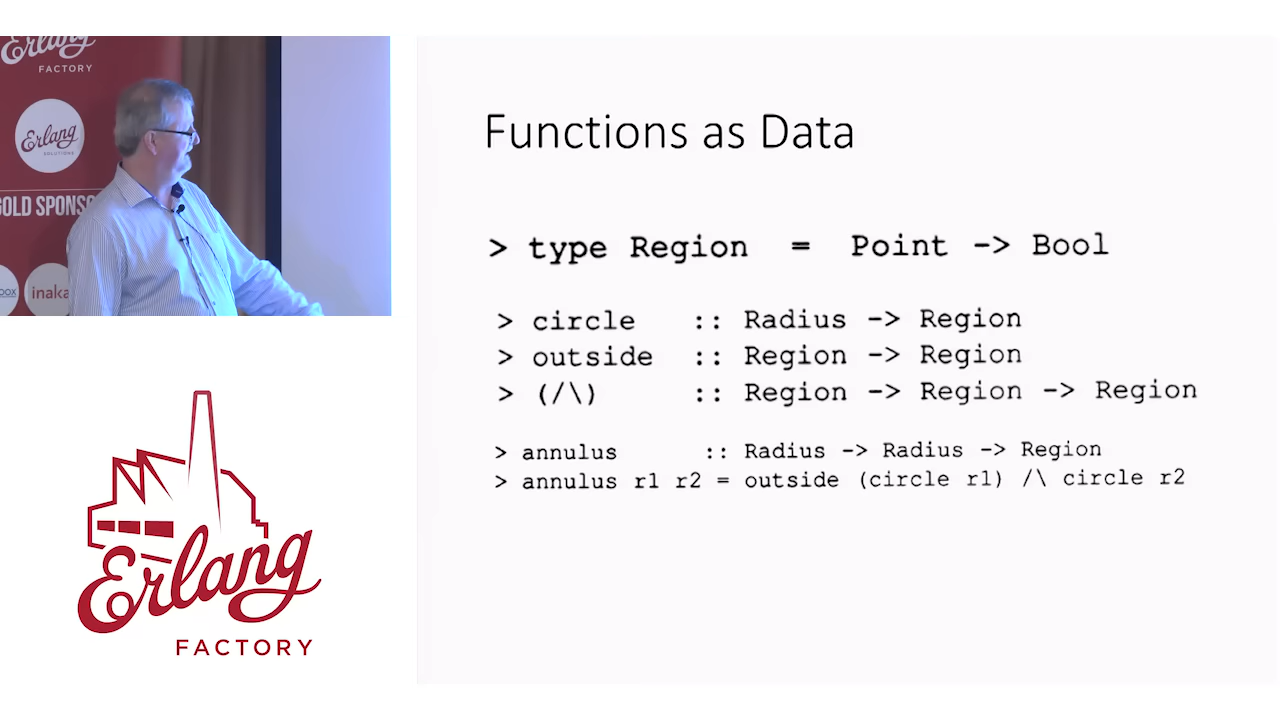 Erlang
FACTORY
Erlang
SOLUTIONS
GOLD SPONSO
inaka
Functions as Data
> type Region = Point -> Bool
> circle :: Radius -> Region
> outside :: Region -> Region
> (/\) :: Region -> Region -> Region
> annulus :: Radius -> Radius -> Region
> annulus r1 r2 = outside (circle r1) /\ circle r2
Erlang
FACTORY